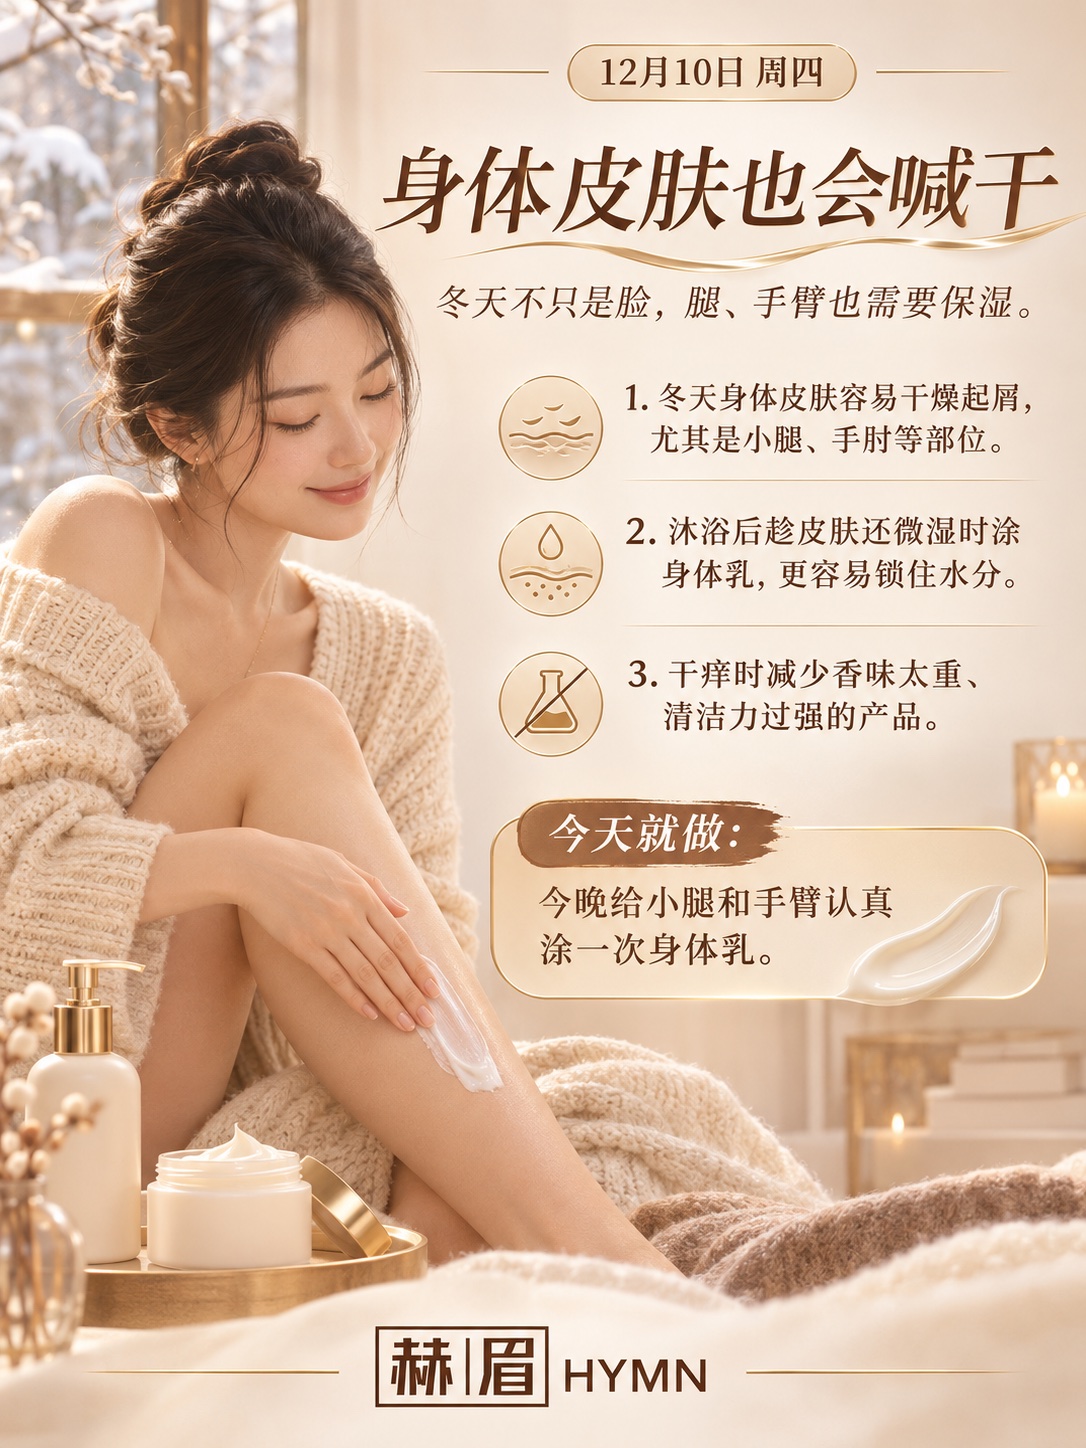 12月10日 周四
身体皮肤也会喊干
冬天不只是脸，腿、手臂也需要保湿。
1. 冬天身体皮肤容易干燥起屑，
尤其是小腿、手肘等部位。
2. 沐浴后趁皮肤还微湿时涂
身体乳，更容易锁住水分。
3. 干痒时减少香味太重、
清洁力过强的产品。
今天就做：
今晚给小腿和手臂认真
涂一次身体乳。
赫|眉 HYMN